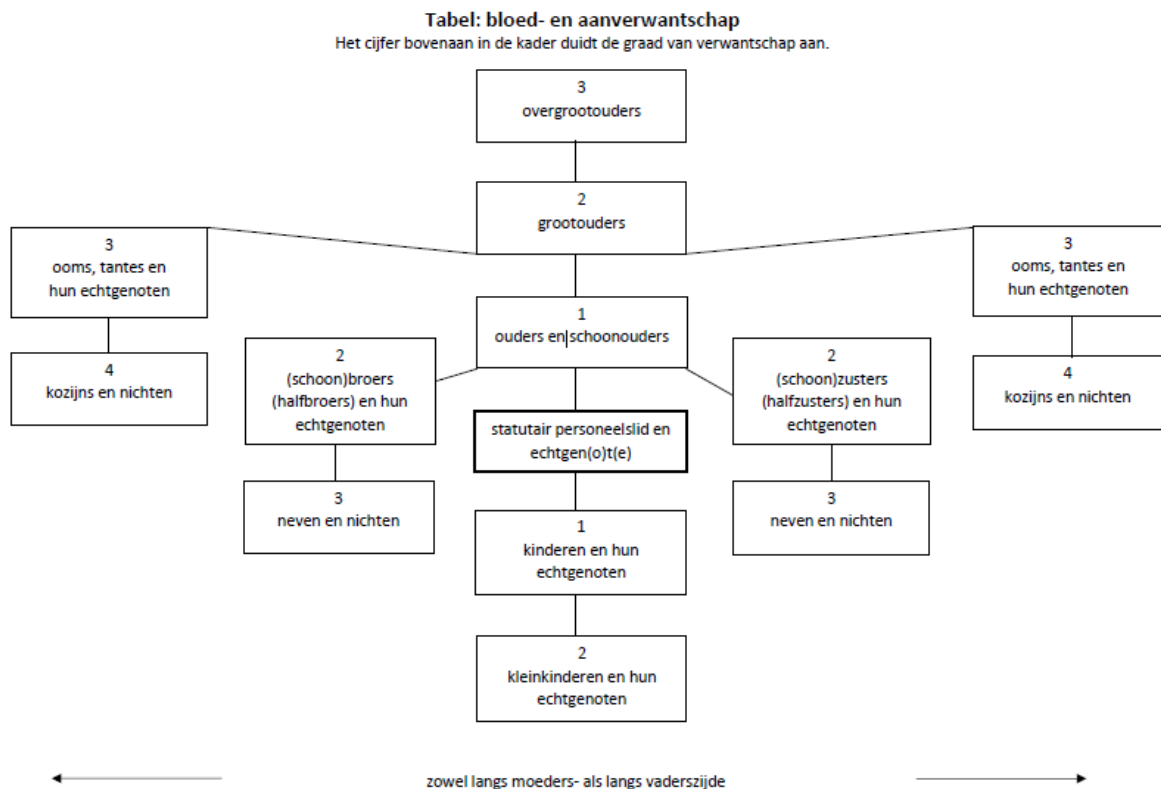 Tabel: bloed- en aanverwantschap
Het cijfer bovenaan in de kader duidt de graad van verwantschap aan.
3
overgrootouders
2
grootouders
3
ooms, tantes en
hun echtgenoten
3
ooms, tantes en
hun echtgenoten
1
ouders en schoonouders
4
kozijns en nichten
2
(schoon)broers
(halfbroers) en hun
echtgenoten
2
(schoon)zusters
(halfzusters) en hun
echtgenoten
4
kozijns en nichten
statutair personeelslid en
echtgen(o)t(e)
3
neven en nichten
3
neven en nichten
1
kinderen en hun
echtgenoten
2
kleinkinderen en hun
echtgenoten
zowel langs moeders- als langs vaderszijde